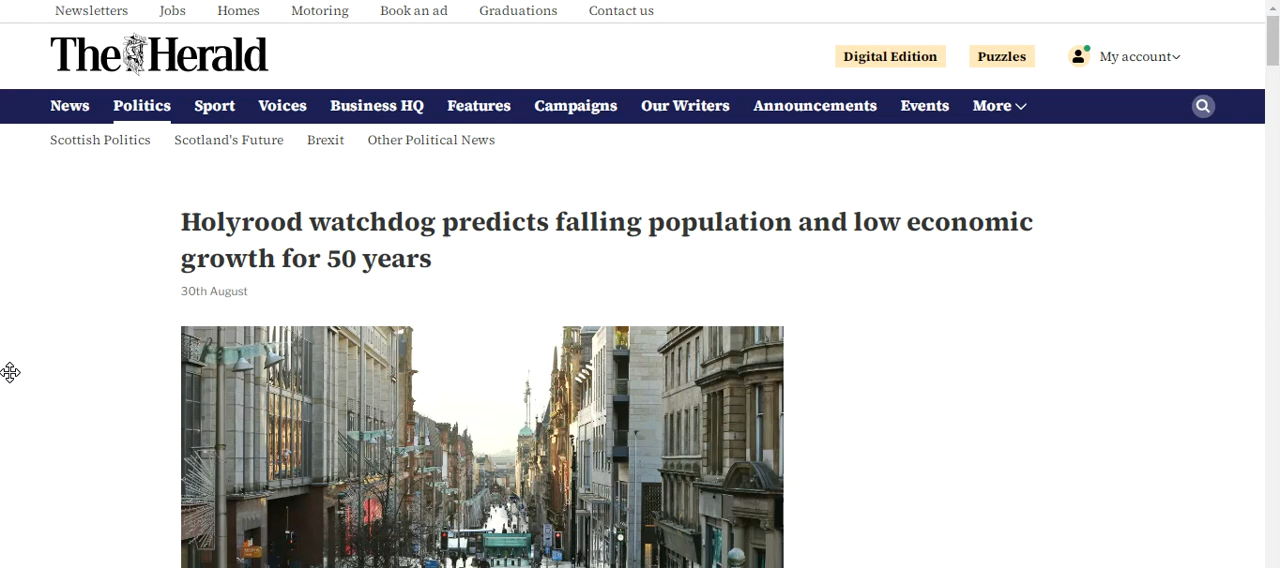 Newsletters Jobs Homes Motoring Book an ad Graduations Contact us
The Herald
Digital Edition Puzzles My account
News Politics Sport Voices Business HQ Features Campaigns Our Writers Announcements Events More
Scottish Politics Scotland's Future Brexit Other Political News
Holyrood watchdog predicts falling population and low economic
growth for 50 years
30th August